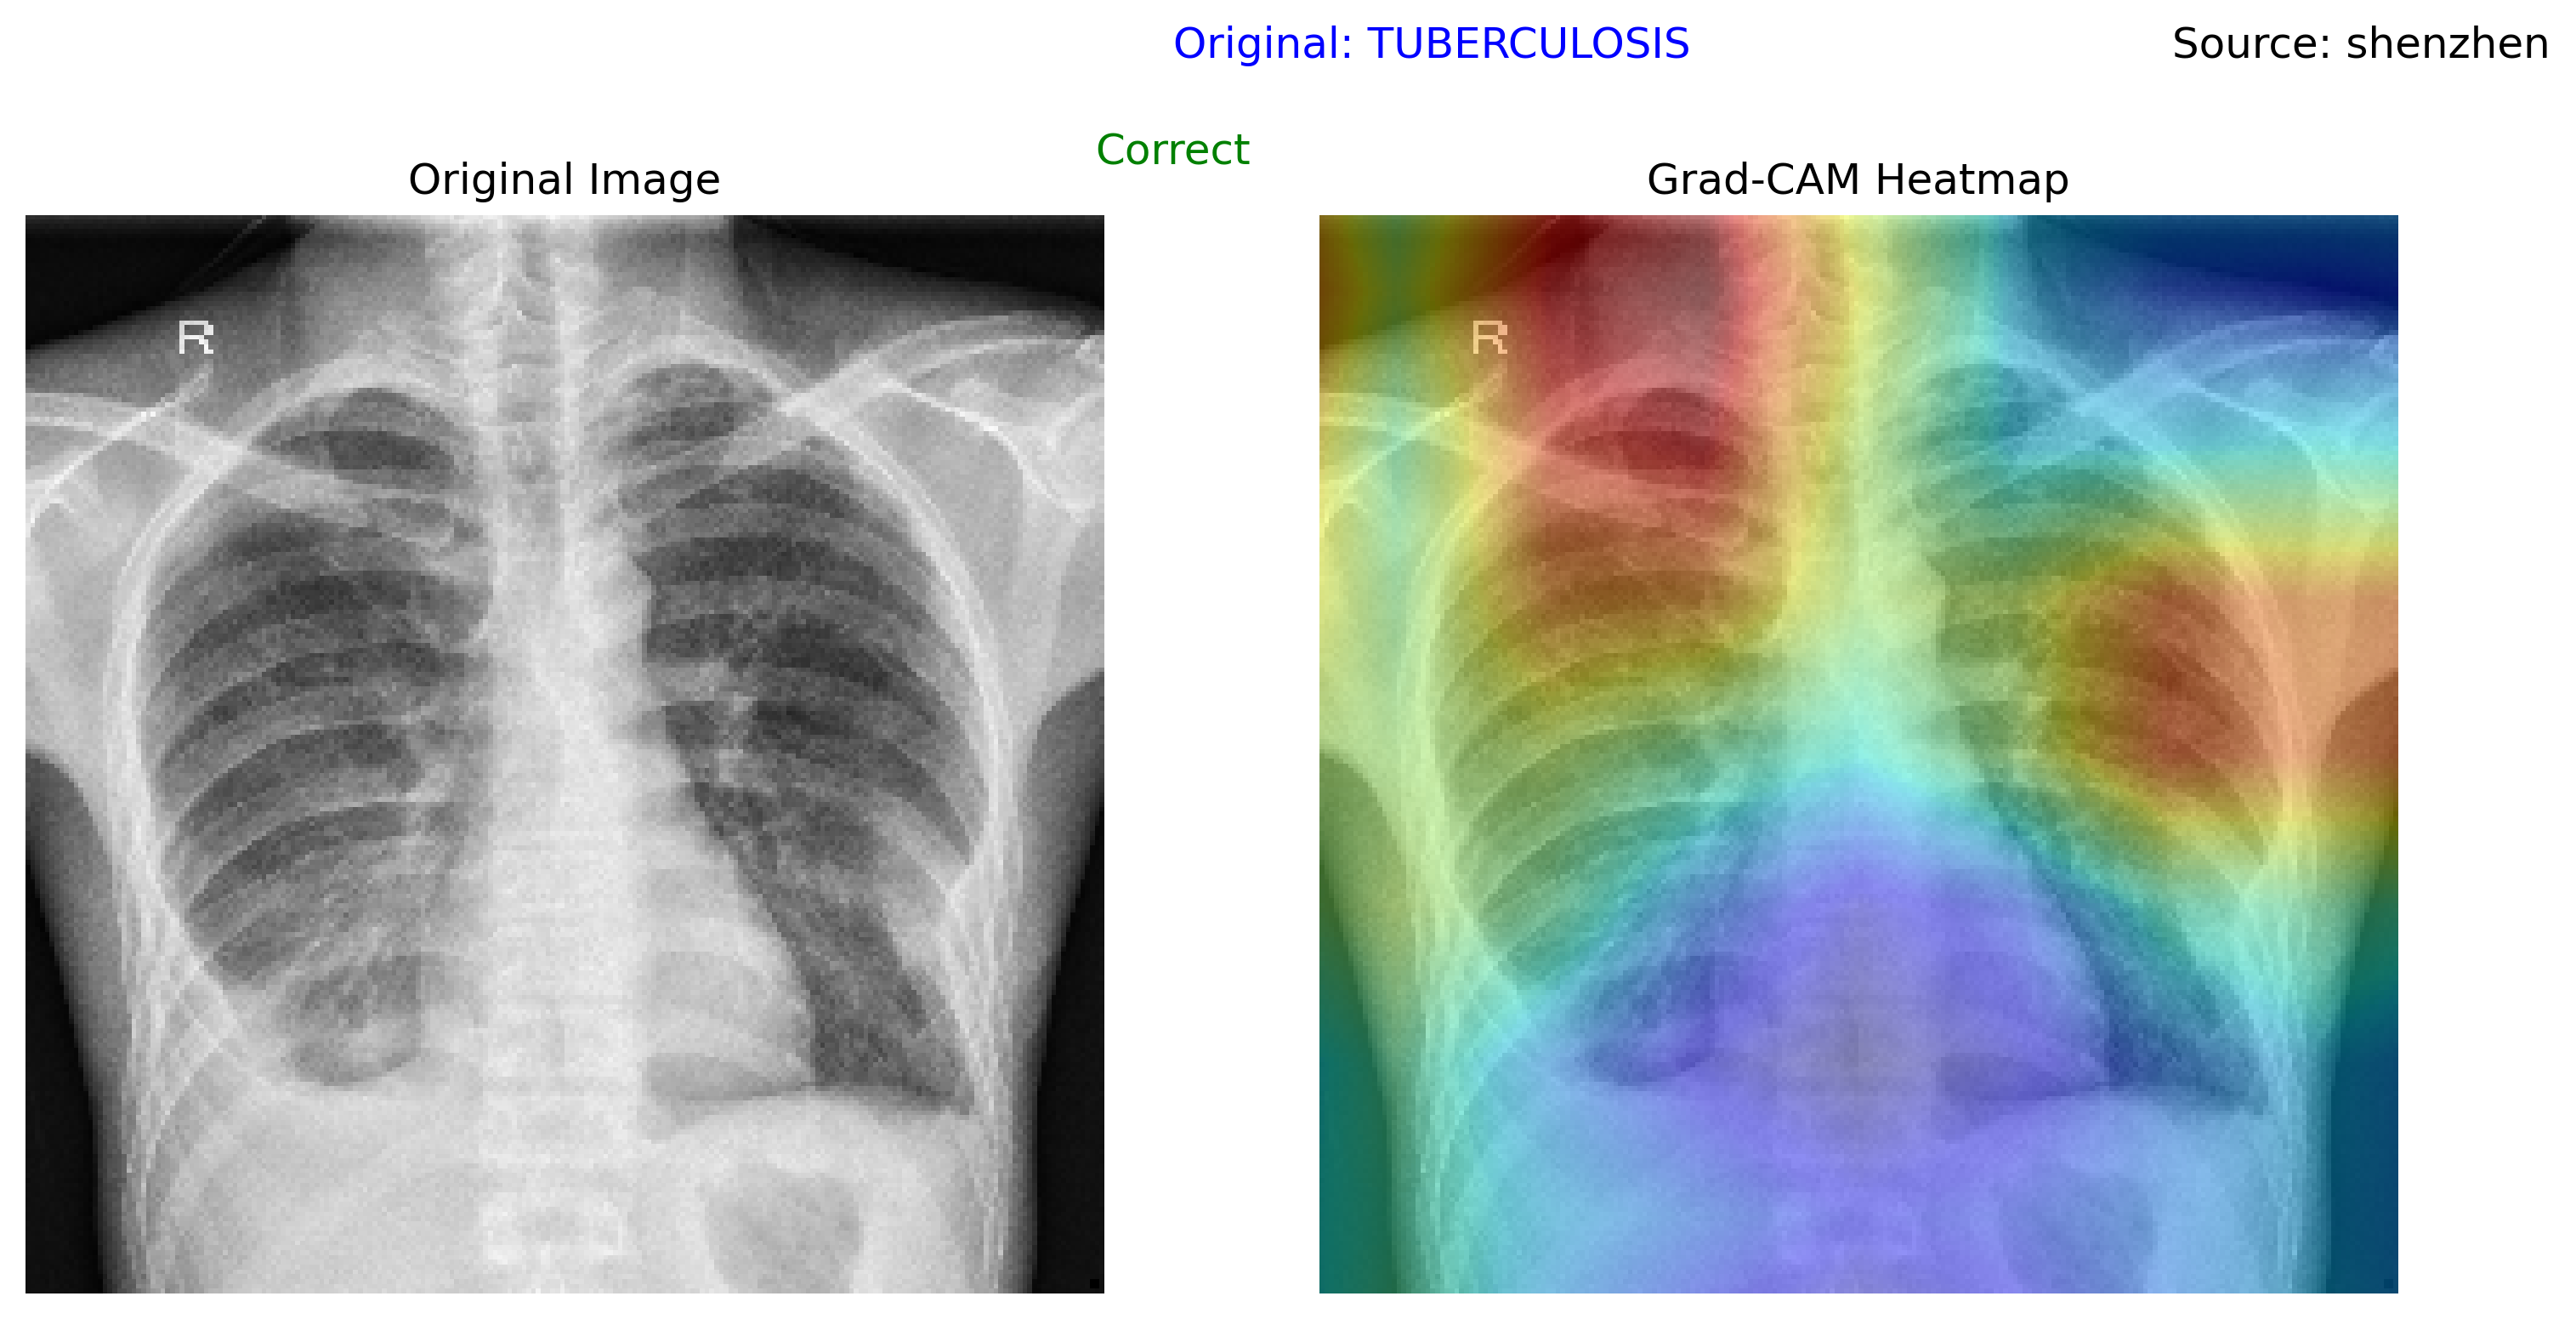 Original: TUBERCULOSIS
Source: shenzhen
Correct
Original Image
Grad-CAM Heatmap
R
R